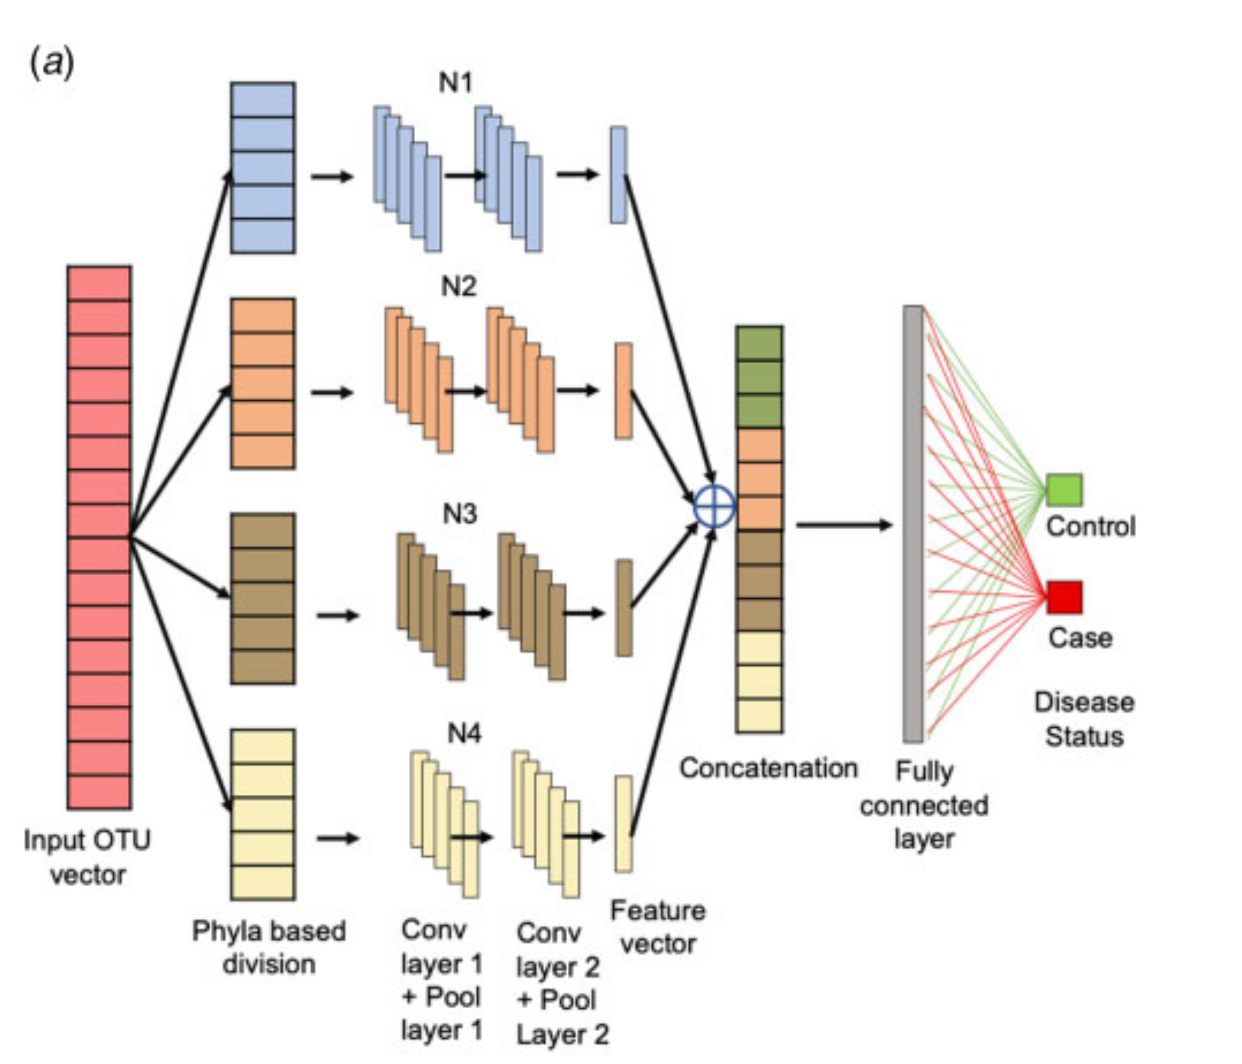 (a)
N1
N2
N3
N4
Input OTU
vector
Phyla based
division
Conv
layer 1
+ Pool
layer 1
Conv
layer 2
+ Pool
Layer 2
Feature
vector
Concatenation
Fully
connected
layer
Control
Case
Disease
Status